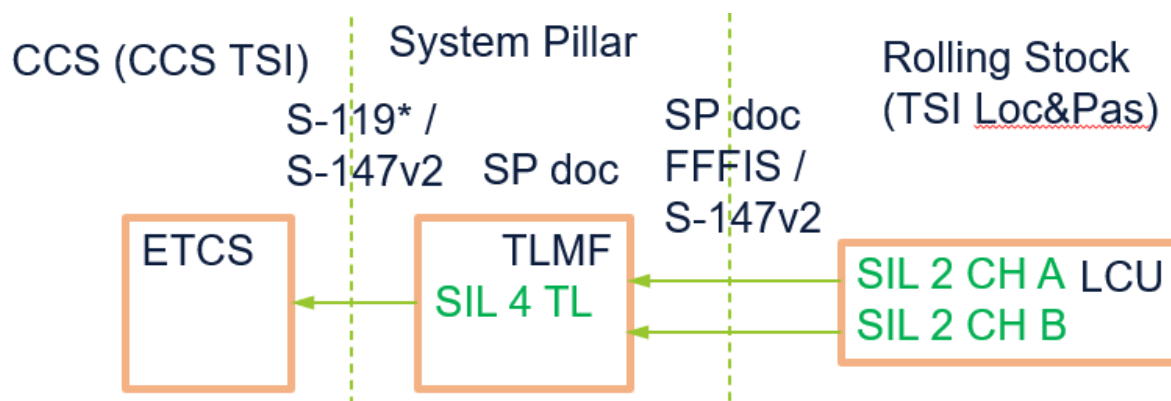 CCS (CCS TSI)
System Pillar
Rolling Stock
(TSI Loc&Pas)
S-119* /
S-147v2
SP doc
SP doc
FFFIS /
S-147v2
ETCS
TLMF
SIL 4 TL
SIL 2 CH A LCU
SIL 2 CH B